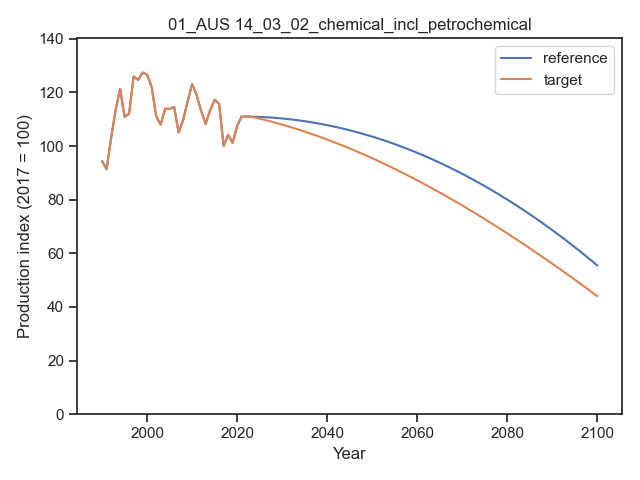 01_AUS 14_03_02_chemical_incl_petrochemical
reference
target
Production index (2017 = 100)
140
120
100
80
60
40
20
0
2000
2020
2040
2060
2080
2100
Year